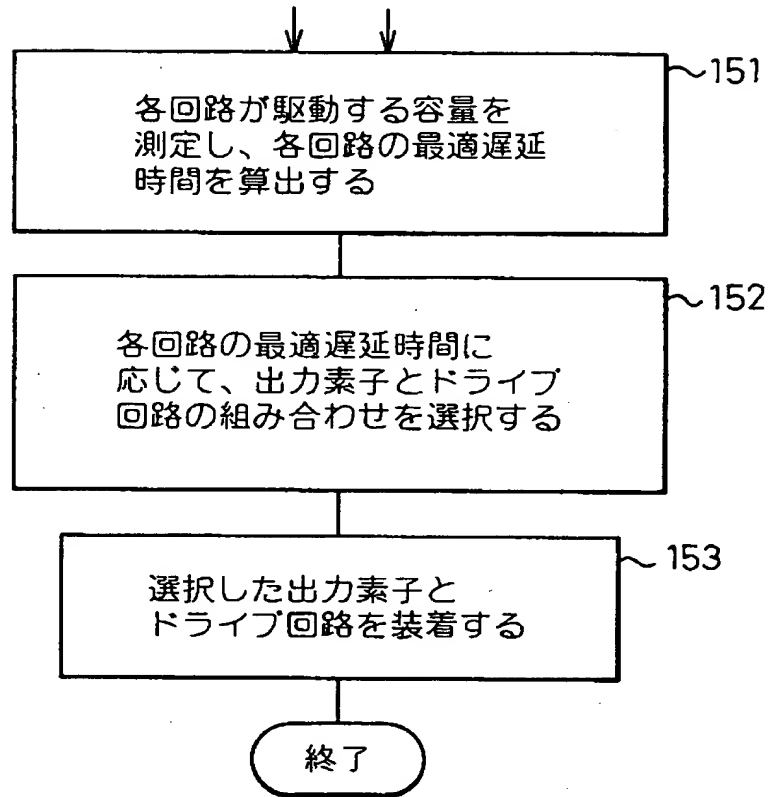 151
各回路が駆動する容量を
測定し、各回路の最適遅延
時間を算出する
152
各回路の最適遅延時間に
応じて、出力素子とドライブ
回路の組み合わせを選択する
153
選択した出力素子と
ドライブ回路を装着する
終了